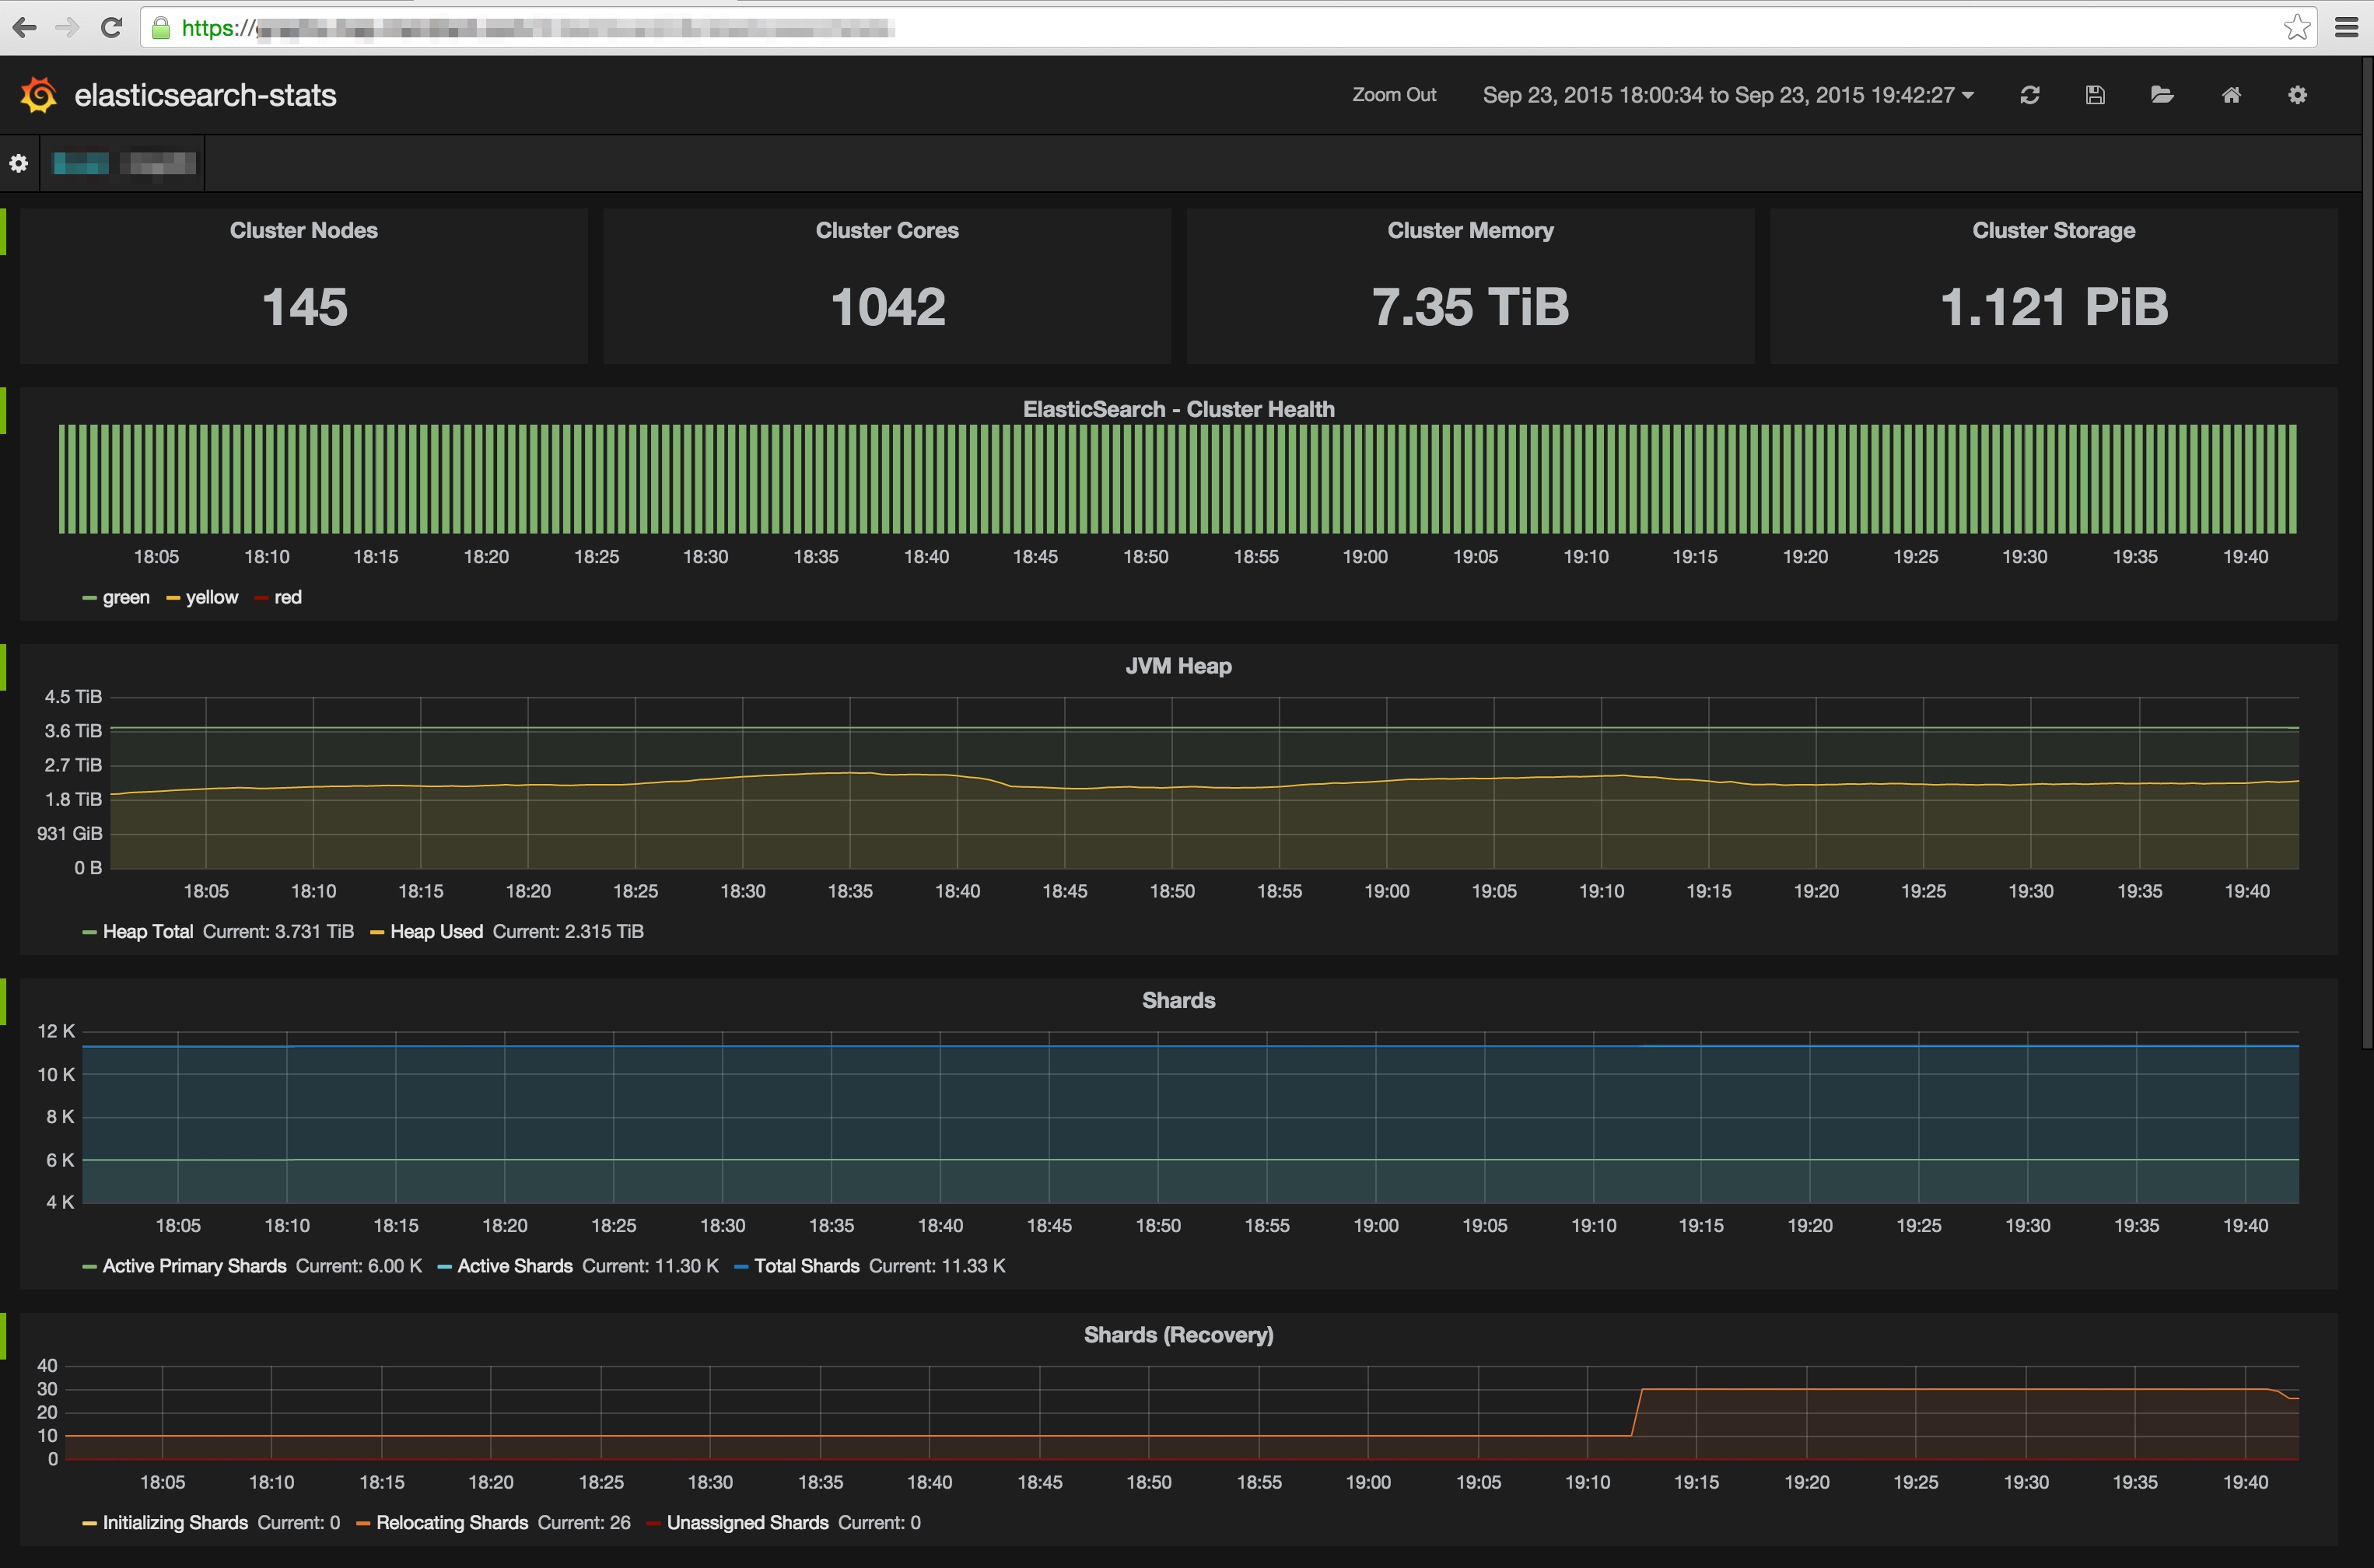 https://
elasticsearch-stats
Zoom Out Sep 23, 2015 18:00:34 to Sep 23, 2015 19:42:27
Cluster Nodes Cluster Cores Cluster Memory Cluster Storage
145 1042 7.35 TiB 1.121 PiB
ElasticSearch - Cluster Health
18:05 18:10 18:15 18:20 18:25 18:30 18:35 18:40 18:45 18:50 18:55 19:00 19:05 19:10 19:15 19:20 19:25 19:30 19:35 19:40
green yellow red
JVM Heap
4.5 TiB
3.6 TiB
2.7 TiB
1.8 TiB
931 GiB
0 B
18:05 18:10 18:15 18:20 18:25 18:30 18:35 18:40 18:45 18:50 18:55 19:00 19:05 19:10 19:15 19:20 19:25 19:30 19:35 19:40
Heap Total Current: 3.731 TiB Heap Used Current: 2.315 TiB
Shards
12 K
10 K
8 K
6 K
4 K
18:05 18:10 18:15 18:20 18:25 18:30 18:35 18:40 18:45 18:50 18:55 19:00 19:05 19:10 19:15 19:20 19:25 19:30 19:35 19:40
Active Primary Shards Current: 6.00 K Active Shards Current: 11.30 K Total Shards Current: 11.33 K
Shards (Recovery)
40
30
20
10
0
18:05 18:10 18:15 18:20 18:25 18:30 18:35 18:40 18:45 18:50 18:55 19:00 19:05 19:10 19:15 19:20 19:25 19:30 19:35 19:40
Initializing Shards Current: 0 Relocating Shards Current: 26 Unassigned Shards Current: 0